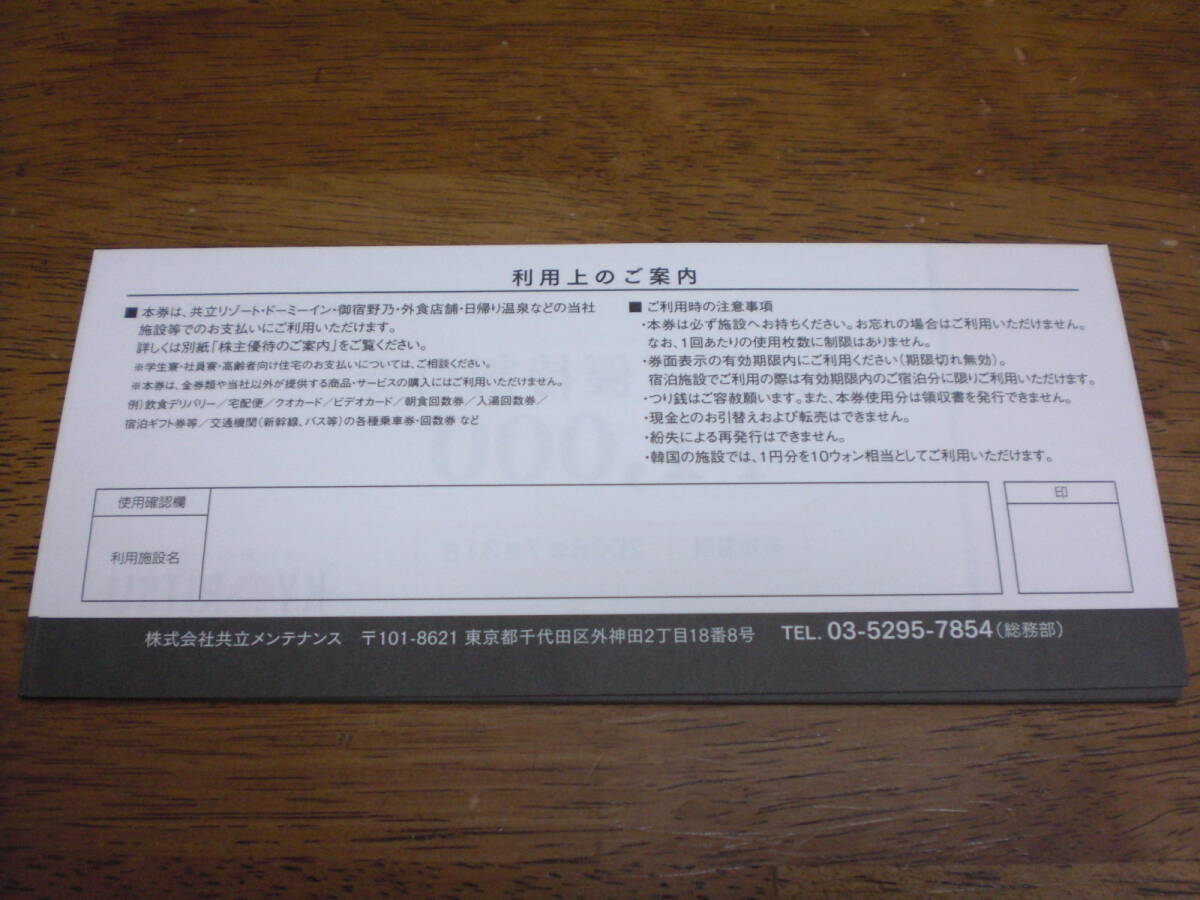 利用上のご案内
■ 本券は、共立リゾート・ドーミーイン・御宿野乃・外食店舗・日帰り温泉などの当社
施設等でのお支払いにご利用いただけます。
詳しくは別紙「株主優待のご案内」をご覧ください。
※学生寮・社員寮・高齢者向け住宅のお支払いについては、ご相談ください。
※本券は、金券類や当社以外が提供する商品・サービスの購入にはご利用いただけません。
例)飲食デリバリー/宅配便/クオカード/ビデオカード/朝食回数券/入湯回数券/
宿泊ギフト券等/交通機関(新幹線、バス等)の各種乗車券・回数券 など
■ ご利用時の注意事項
・本券は必ず施設へお持ちください。お忘れの場合はご利用いただけません。
なお、1回あたりの使用枚数に制限はありません。
・券面表示の有効期限内にご利用ください(期限切れ無効)。
宿泊施設でご利用の際は有効期限内のご宿泊分に限りご利用いただけます。
・つり銭はご容赦願います。また、本券使用分は領収書を発行できません。
・現金とのお引替えおよび転売はできません。
・紛失による再発行はできません。
・韓国の施設では、1円分を10ウォン相当としてご利用いただけます。
使用確認欄
利用施設名
印
株式会社共立メンテナンス 〒101-8621 東京都千代田区外神田2丁目18番8号 TEL. 03-5295-7854(総務部)